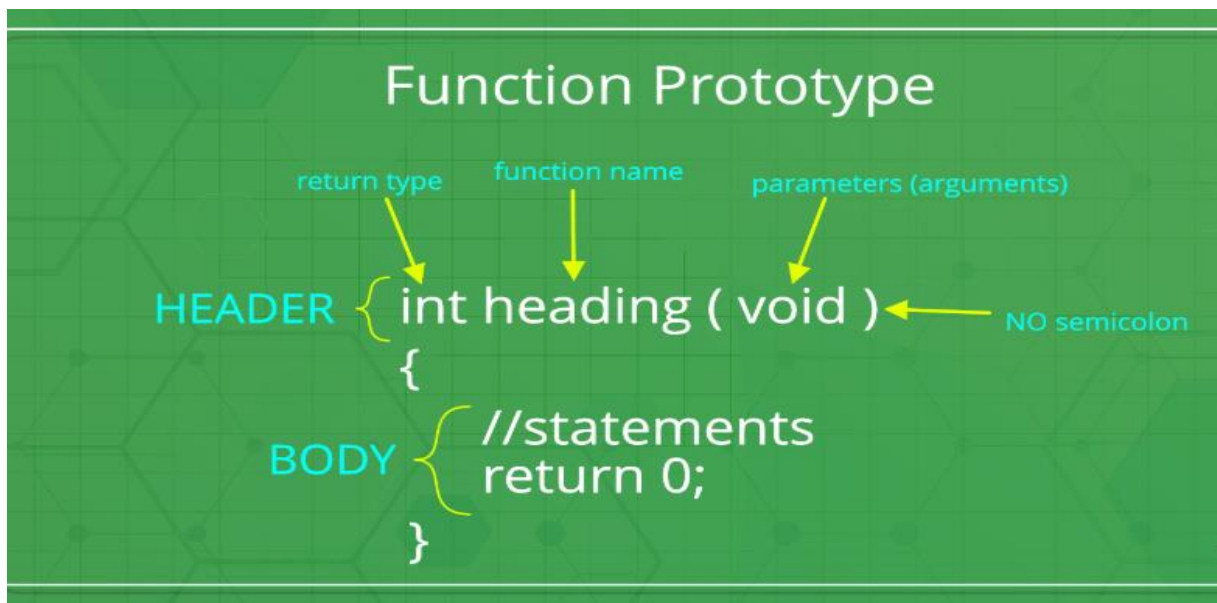 Function Prototype
return type function name parameters (arguments)
HEADER int heading ( void ) NO semicolon
{
//statements
BODY
return 0;
}